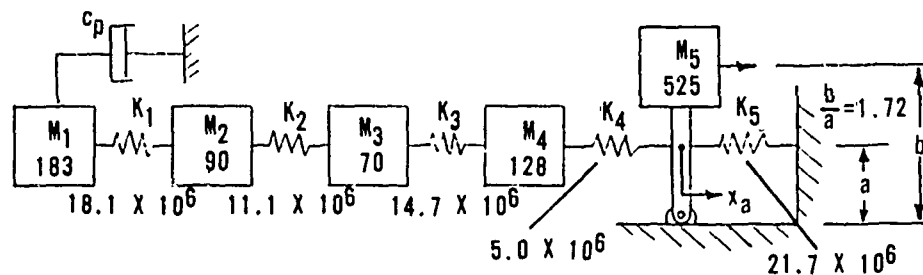 c_p
M_5
525
M_1
183
K_1
M_2
90
K_2
M_3
70
K_3
M_4
128
K_4
K_5
b/a = 1.72
b
a
x_a
18.1 X 10^6
11.1 X 10^6
14.7 X 10^6
5.0 X 10^6
21.7 X 10^6